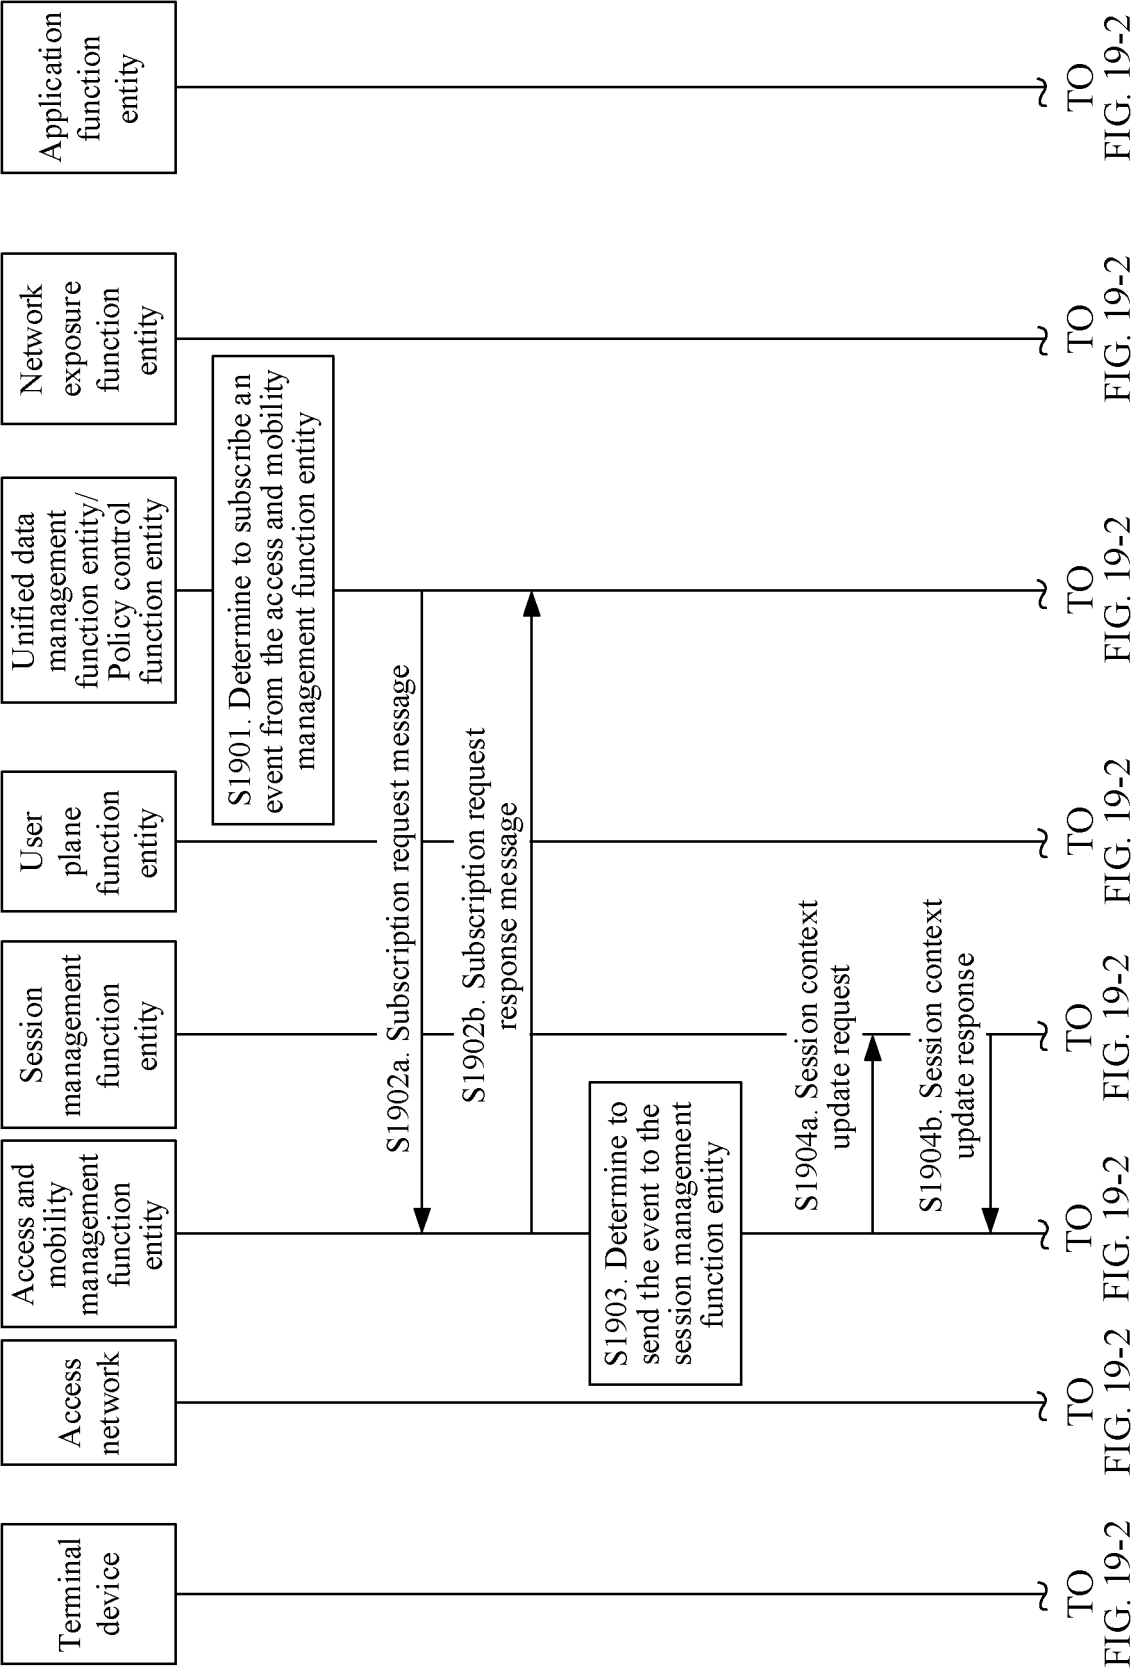 Terminal
device
Access
network
Access and
mobility
management
function
entity
Session
management
function
entity
User
plane
function
entity
Unified data
management
function entity/
Policy control
function entity
Network
exposure
function
entity
Application
function
entity
S1901. Determine to subscribe an
event from the access and mobility
management function entity
S1902a. Subscription request message
S1902b. Subscription request
response message
S1903. Determine to
send the event to the
session management
function entity
S1904a. Session context
update request
S1904b. Session context
update response
TO
FIG. 19-2
TO
FIG. 19-2
TO
FIG. 19-2
TO
FIG. 19-2
TO
FIG. 19-2
TO
FIG. 19-2
TO
FIG. 19-2
TO
FIG. 19-2